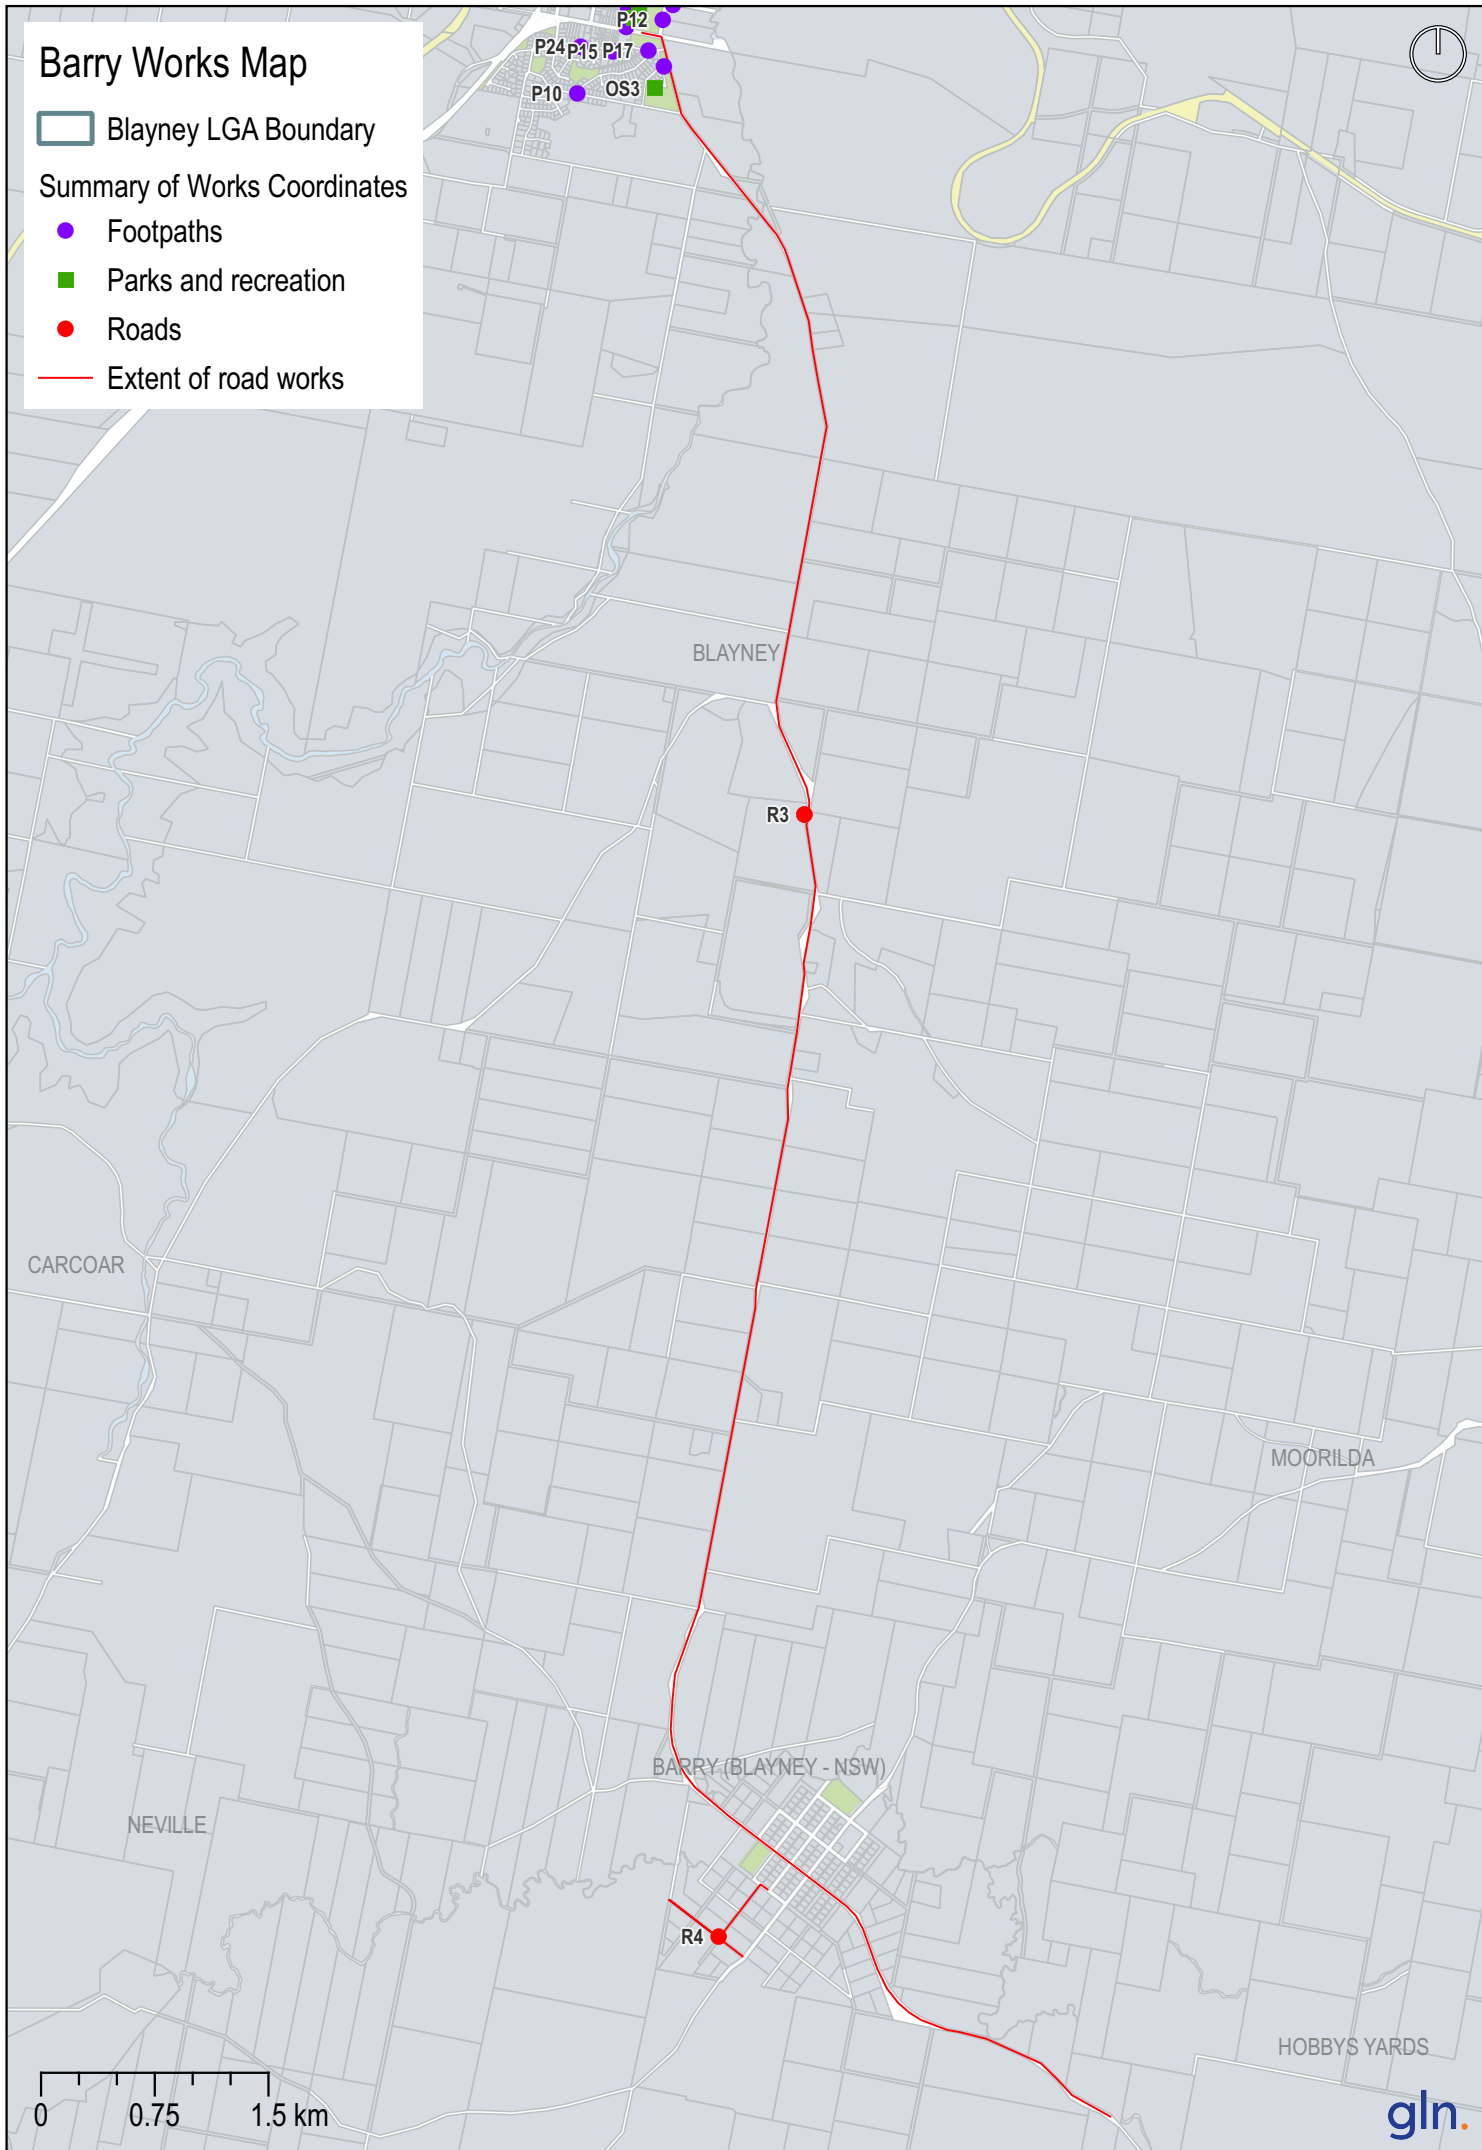 Barry Works Map
Blayney LGA Boundary
Summary of Works Coordinates
Footpaths
Parks and recreation
Roads
Extent of road works
P12
P24
P15
P17
P10
OS3
BLAYNEY
R3
CARCOAR
MOORILDA
BARRY (BLAYNEY - NSW)
NEVILLE
R4
HOBBYS YARDS
0 0.75 1.5 km
gln.